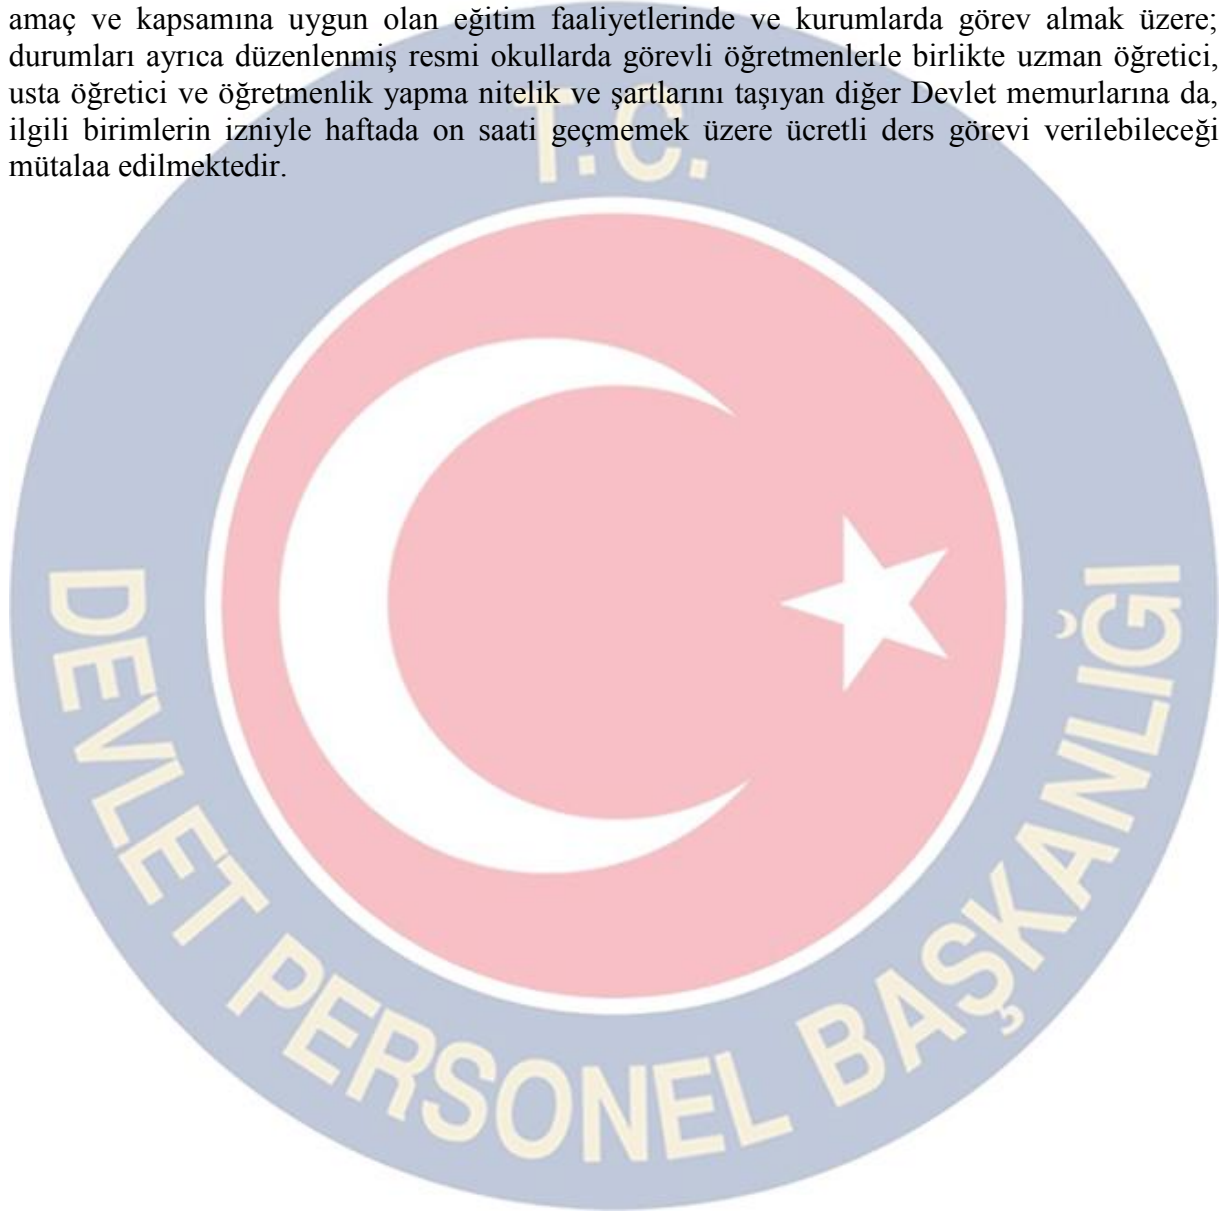 amaç ve kapsamına uygun olan eğitim faaliyetlerinde ve kurumlarda görev almak üzere;
durumları ayrıca düzenlenmiş resmi okullarda görevli öğretmenlerle birlikte uzman öğretici,
usta öğretici ve öğretmenlik yapma nitelik ve şartlarını taşıyan diğer Devlet memurlarına da,
ilgili birimlerin izniyle haftada on saati geçmemek üzere ücretli ders görevi verilebileceği
mütalaa edilmektedir.
T.C.
DEVLET PERSONEL BAŞKANLIĞI